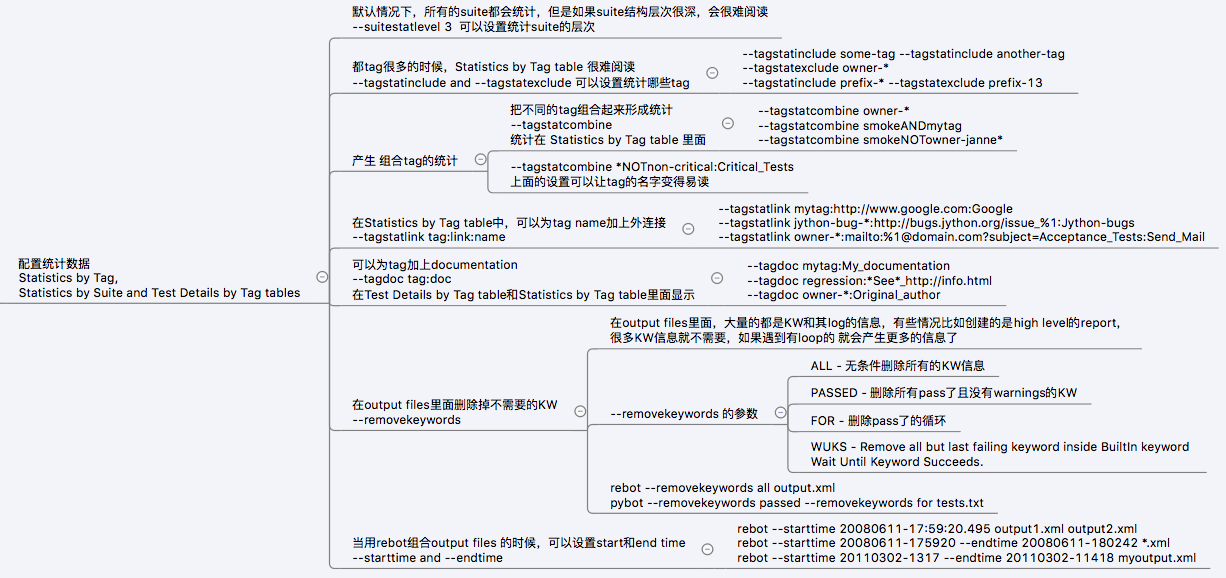 默认情况下，所有的suite都会统计，但是如果suite结构层次很深，会很难阅读
--suitestatlevel 3  可以设置统计suite的层次
都tag很多的时候，Statistics by Tag table 很难阅读
--tagstatinclude and --tagstatexclude 可以设置统计哪些tag
--tagstatinclude some-tag --tagstatinclude another-tag
--tagstatexclude owner-*
--tagstatinclude prefix-* --tagstatexclude prefix-13
产生 组合tag的统计
把不同的tag组合起来形成统计
--tagstatcombine
统计在 Statistics by Tag table 里面
--tagstatcombine owner-*
--tagstatcombine smokeANDmytag
--tagstatcombine smokeNOTowner-janne*
--tagstatcombine *NOTnon-critical:Critical_Tests
上面的设置可以让tag的名字变得易读
在Statistics by Tag table中，可以为tag name加上外连接
--tagstatlink tag:link:name
--tagstatlink mytag:http://www.google.com:Google
--tagstatlink jython-bug-*:http://bugs.jython.org/issue_%1:Jython-bugs
--tagstatlink owner-*:mailto:%1@domain.com?subject=Acceptance_Tests:Send_Mail
配置统计数据
Statistics by Tag,
Statistics by Suite and Test Details by Tag tables
可以为tag加上documentation
--tagdoc tag:doc
在Test Details by Tag table和Statistics by Tag table里面显示
--tagdoc mytag:My_documentation
--tagdoc regression:*See*_http://info.html
--tagdoc owner-*:Original_author
在output files里面删除掉不需要的KW
--removekeywords
在output files里面，大量的都是KW和其log的信息，有些情况比如创建的是high level的report，
很多KW信息就不需要，如果遇到有loop的 就会产生更多的信息了
--removekeywords 的参数
ALL - 无条件删除所有的KW信息
PASSED - 删除所有pass了且没有warnings的KW
FOR - 删除pass了的循环
WUKS - Remove all but last failing keyword inside BuiltIn keyword
Wait Until Keyword Succeeds.
rebot --removekeywords all output.xml
pybot --removekeywords passed --removekeywords for tests.txt
当用rebot组合output files 的时候，可以设置start和end time
--starttime and --endtime
rebot --starttime 20080611-17:59:20.495 output1.xml output2.xml
rebot --starttime 20080611-175920 --endtime 20080611-180242 *.xml
rebot --starttime 20110302-1317 --endtime 20110302-11418 myoutput.xml